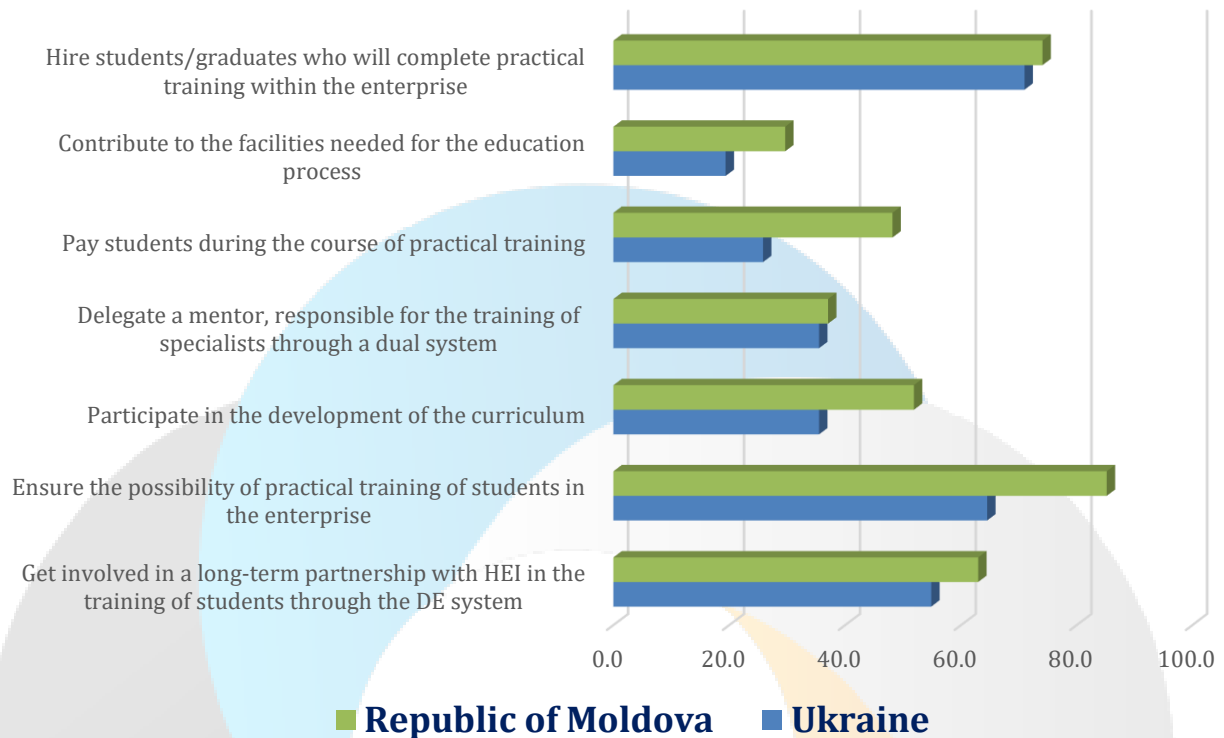 Hire students/graduates who will complete practical
training within the enterprise
Contribute to the facilities needed for the education
process
Pay students during the course of practical training
Delegate a mentor, responsible for the training of
specialists through a dual system
Participate in the development of the curriculum
Ensure the possibility of practical training of students in
the enterprise
Get involved in a long-term partnership with HEI in the
training of students through the DE system
0.0 20.0 40.0 60.0 80.0 100.0
Republic of Moldova Ukraine